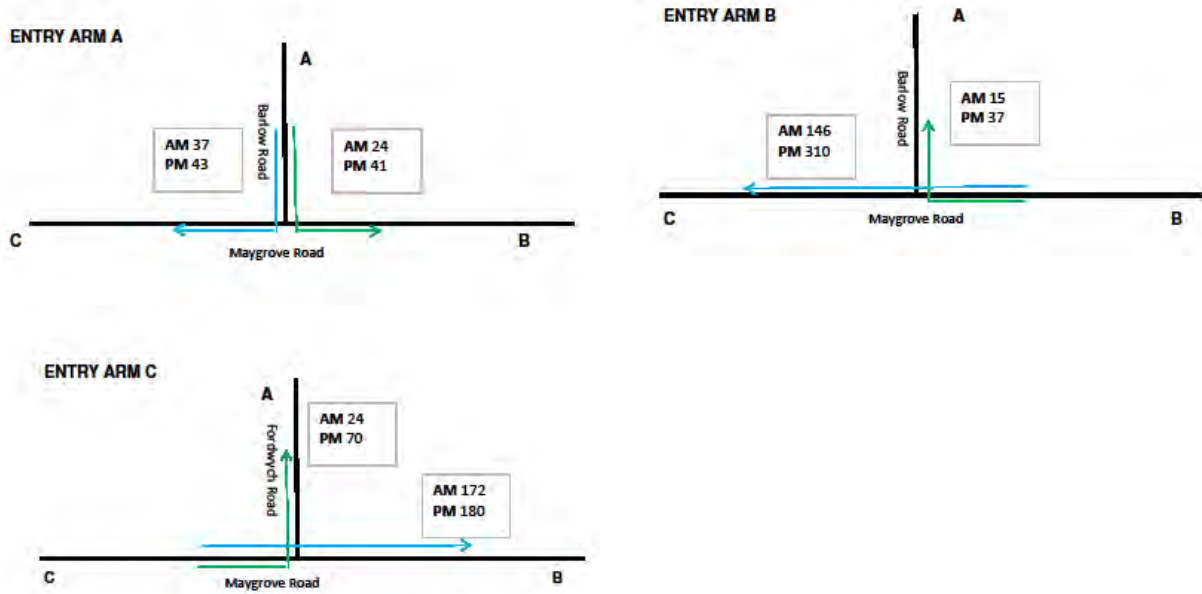 ENTRY ARM A
A
Barlow Road
AM 37
PM 43
AM 24
PM 41
C
B
Maygrove Road
ENTRY ARM B
A
Barlow Road
AM 15
PM 37
AM 146
PM 310
C
B
Maygrove Road
ENTRY ARM C
A
Fordwych Road
AM 24
PM 70
AM 172
PM 180
C
B
Maygrove Road